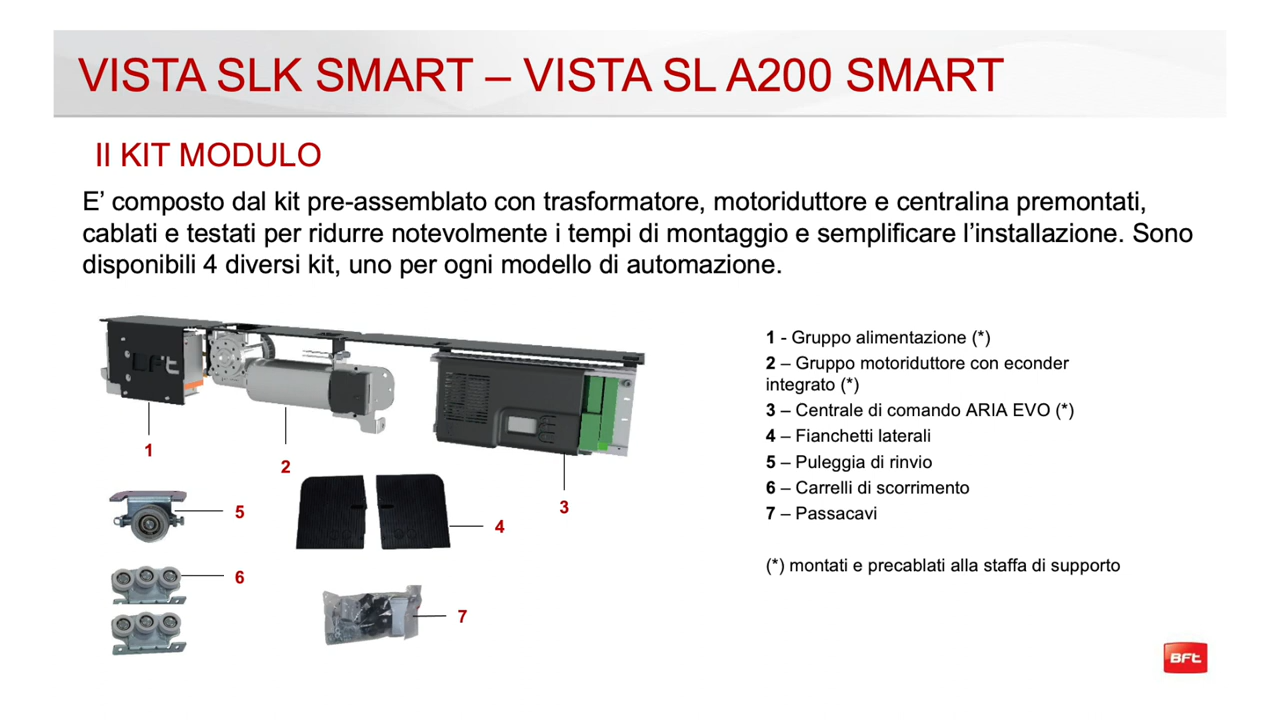 VISTA SLK SMART – VISTA SL A200 SMART
Il KIT MODULO
E’ composto dal kit pre-assemblato con trasformatore, motoriduttore e centralina premontati,
cablati e testati per ridurre notevolmente i tempi di montaggio e semplificare l’installazione. Sono
disponibili 4 diversi kit, uno per ogni modello di automazione.
BFT
1
2
3
5
4
6
7
1 - Gruppo alimentazione (*)
2 – Gruppo motoriduttore con econder
integrato (*)
3 – Centrale di comando ARIA EVO (*)
4 – Fianchetti laterali
5 – Puleggia di rinvio
6 – Carrelli di scorrimento
7 – Passacavi
(*) montati e precablati alla staffa di supporto
BFt